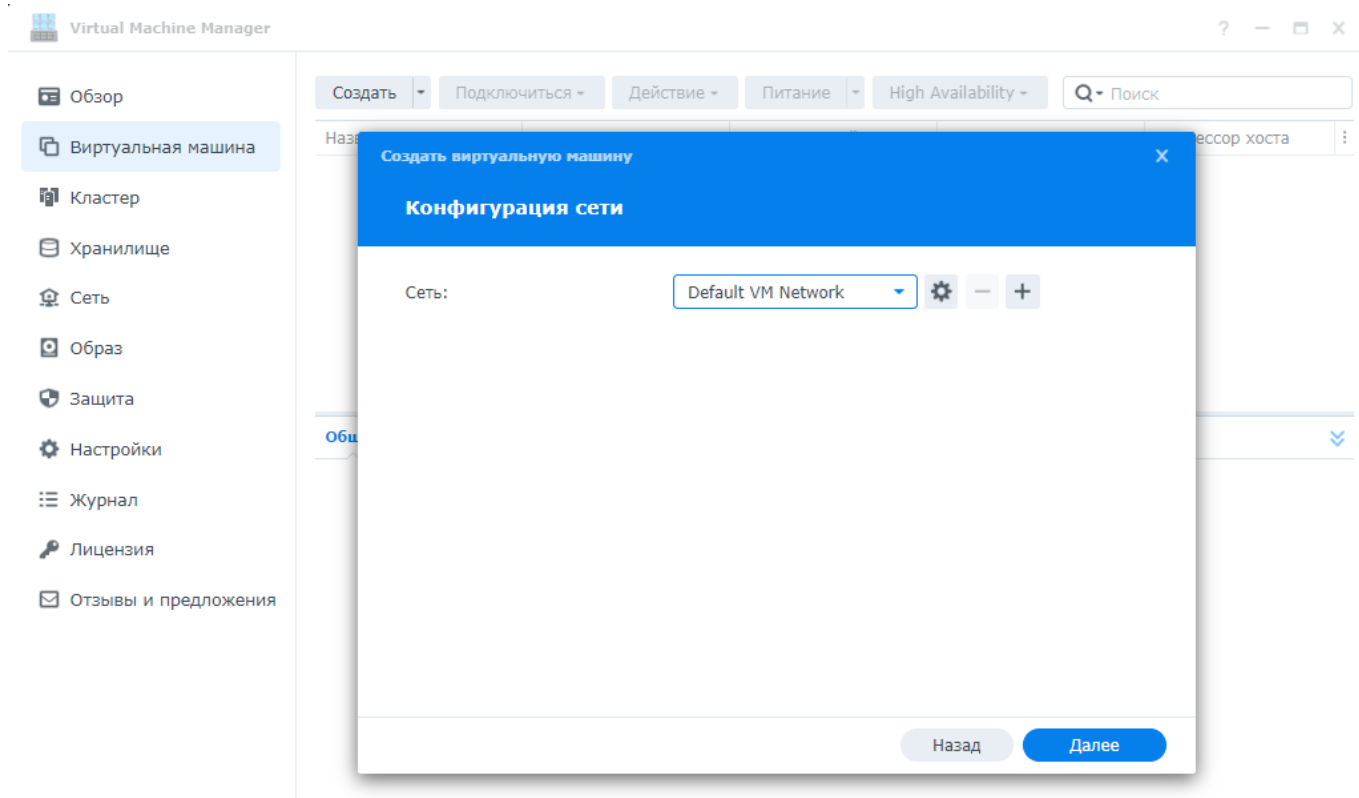 Virtual Machine Manager
Обзор
Виртуальная машина
Кластер
Хранилище
Сеть
Образ
Защита
Настройки
Журнал
Лицензия
Отзывы и предложения
Создать Подключиться Действие Питание High Availability Поиск
хоста
Создать виртуальную машину
Конфигурация сети
Сеть: Default VM Network
Назад Далее